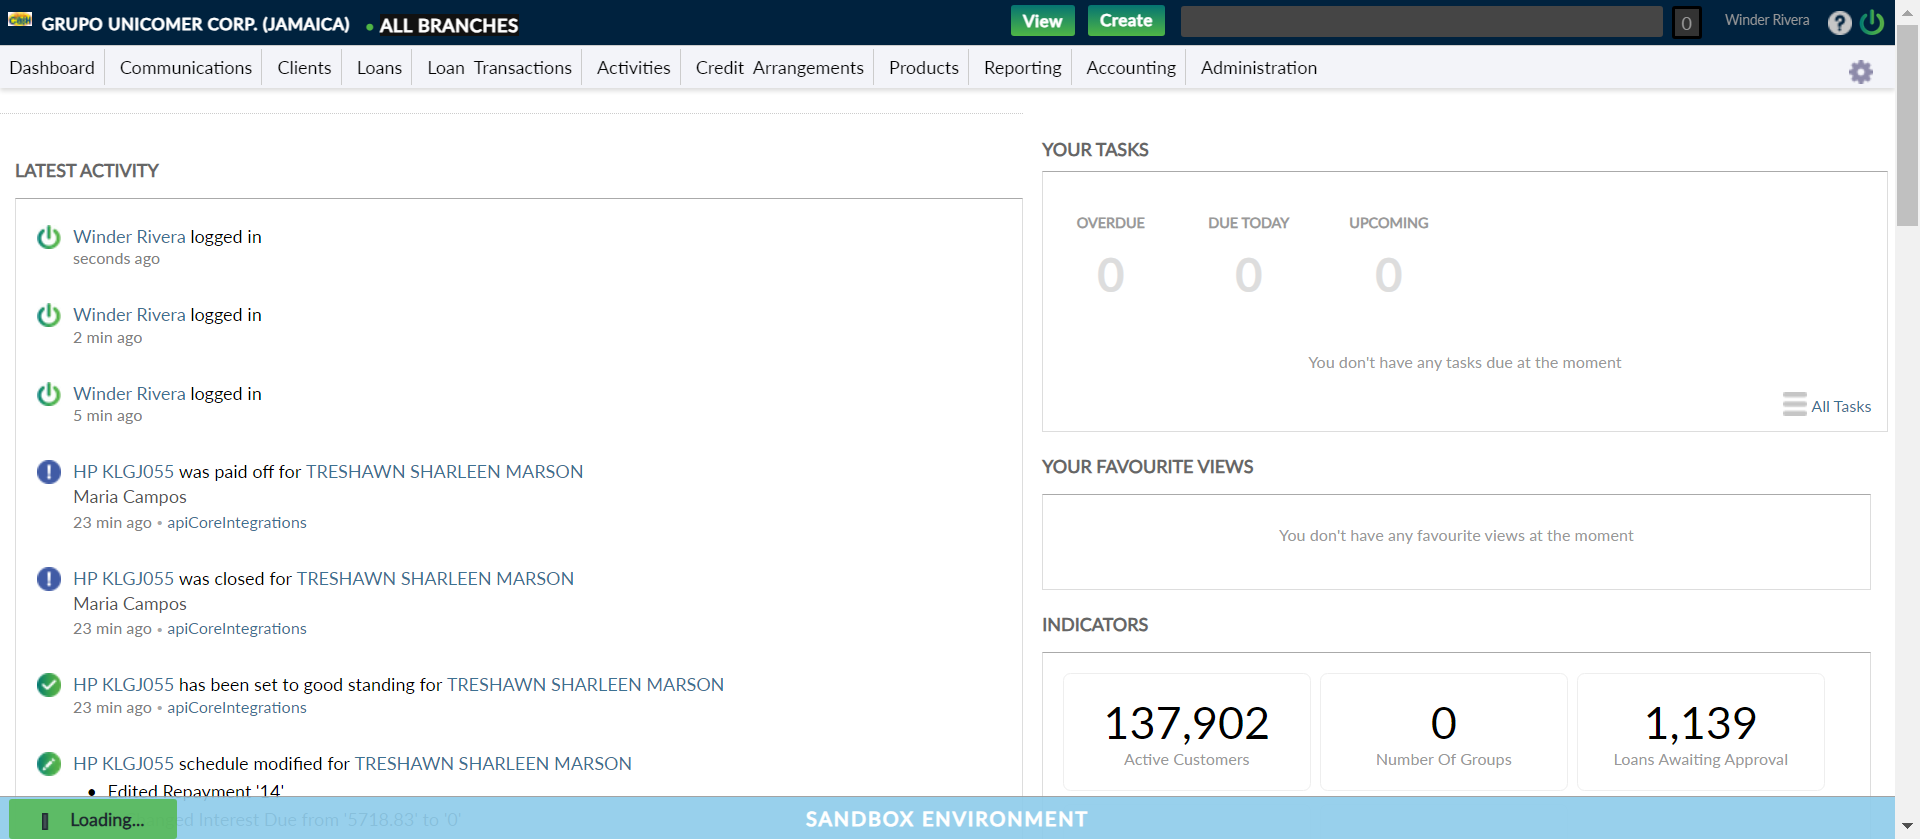 CASH
GRUPO UNICOMER CORP. (JAMAICA)
ALL BRANCHES
View
Create
0
Winder Rivera
?
Dashboard
Communications
Clients
Loans
Loan Transactions
Activities
Credit Arrangements
Products
Reporting
Accounting
Administration
LATEST ACTIVITY
Winder Rivera logged in
seconds ago
Winder Rivera logged in
2 min ago
Winder Rivera logged in
5 min ago
HP KLGJ055 was paid off for TRESHAWN SHARLEEN MARSON
Maria Campos
23 min ago • apiCoreIntegrations
HP KLGJ055 was closed for TRESHAWN SHARLEEN MARSON
Maria Campos
23 min ago • apiCoreIntegrations
HP KLGJ055 has been set to good standing for TRESHAWN SHARLEEN MARSON
23 min ago • apiCoreIntegrations
HP KLGJ055 schedule modified for TRESHAWN SHARLEEN MARSON
• Edited Repayment '14'
Interest Due from '5718.83' to '0'
YOUR TASKS
OVERDUE
0
DUE TODAY
0
UPCOMING
0
You don't have any tasks due at the moment
All Tasks
YOUR FAVOURITE VIEWS
You don't have any favourite views at the moment
INDICATORS
137,902
Active Customers
0
Number Of Groups
1,139
Loans Awaiting Approval
Loading...
SANDBOX ENVIRONMENT